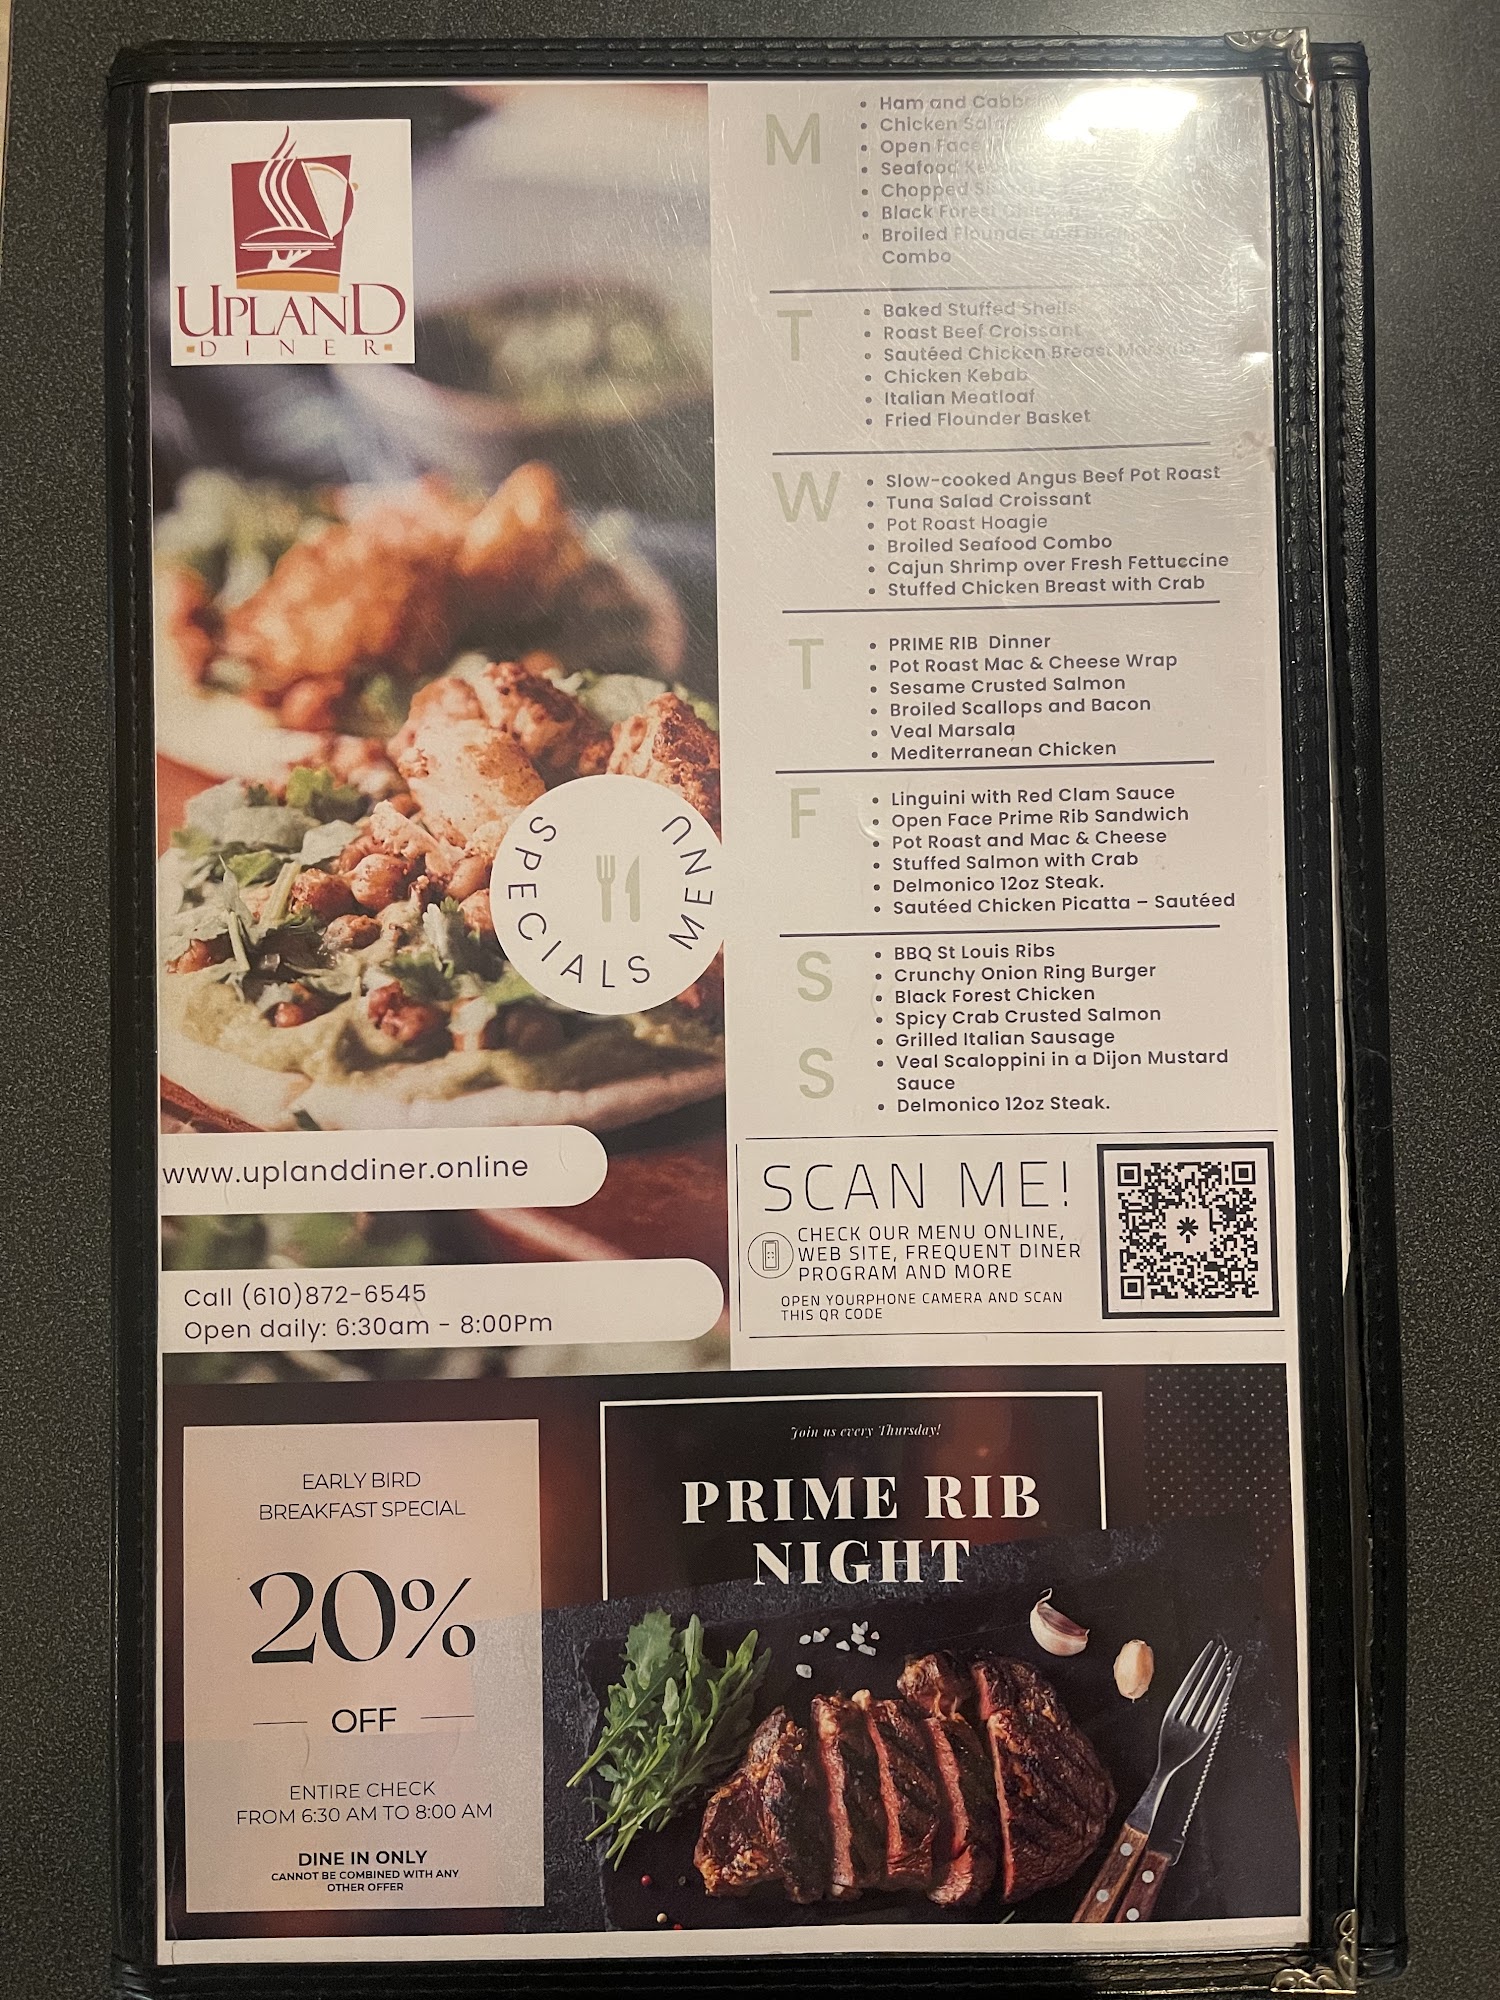 UPLAND
DINER
M
Ham and
Chicken
Open Face
Seafood
Chopped
Black Forest
Broiled Flounder and
Combo
T
Baked Stuffed Shells
Roast Beef Croissant
Sautéed Chicken Breast
Chicken Kebab
Italian Meatloaf
Fried Flounder Basket
W
Slow-cooked Angus Beef Pot Roast
Tuna Salad Croissant
Pot Roast Hoagie
Broiled Seafood Combo
Cajun Shrimp over Fresh Fettuccine
Stuffed Chicken Breast with Crab
T
PRIME RIB Dinner
Pot Roast Mac & Cheese Wrap
Sesame Crusted Salmon
Broiled Scallops and Bacon
Veal Marsala
Mediterranean Chicken
F
Linguini with Red Clam Sauce
Open Face Prime Rib Sandwich
Pot Roast and Mac & Cheese
Stuffed Salmon with Crab
Delmonico 12oz Steak.
Sautéed Chicken Picatta – Sautéed
S
S
BBQ St Louis Ribs
Crunchy Onion Ring Burger
Black Forest Chicken
Spicy Crab Crusted Salmon
Grilled Italian Sausage
Veal Scaloppini in a Dijon Mustard
Sauce
Delmonico 12oz Steak.
SPECIALS MENU
www.uplanddiner.online
Call (610)872-6545
Open daily: 6:30am - 8:00Pm
SCAN ME!
CHECK OUR MENU ONLINE,
WEB SITE, FREQUENT DINER
PROGRAM AND MORE
OPEN YOURPHONE CAMERA AND SCAN
THIS QR CODE
EARLY BIRD
BREAKFAST SPECIAL
20%
OFF
ENTIRE CHECK
FROM 6:30 AM TO 8:00 AM
DINE IN ONLY
CANNOT BE COMBINED WITH ANY
OTHER OFFER
Join us every Thursday!
PRIME RIB
NIGHT